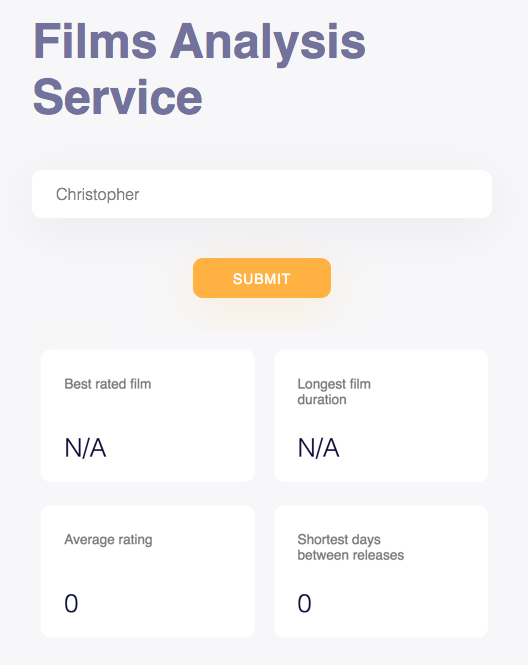 Films Analysis
Service
Christopher
SUBMIT
Best rated film
N/A
Longest film
duration
N/A
Average rating
0
Shortest days
between releases
0